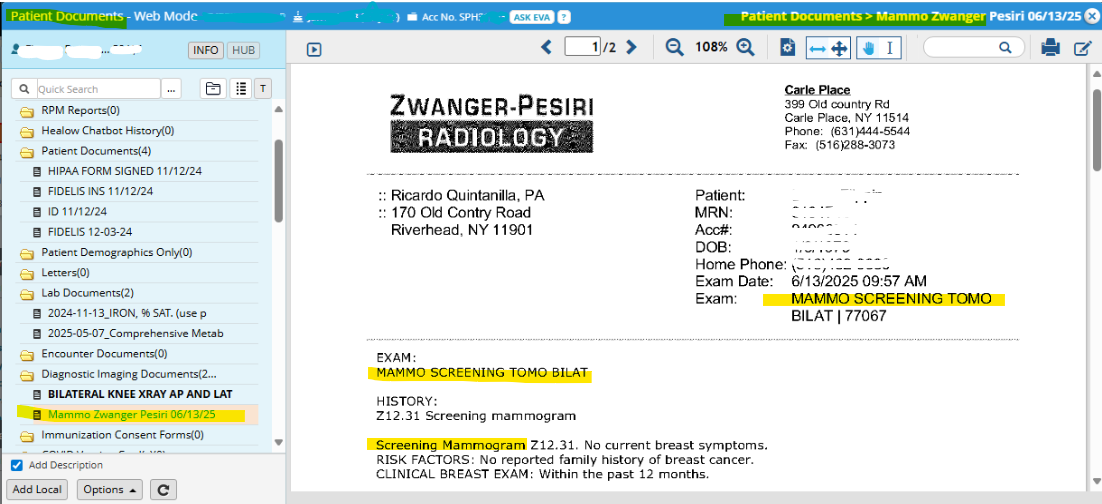 Patient Documents - Web Mode
Acc No. SPH
ASK EVA ?
Patient Documents > Mammo Zwanger Pesiri 06/13/25
INFO HUB
Quick Search ... T
RPM Reports(0)
Healow Chatbot History(0)
Patient Documents(4)
HIPAA FORM SIGNED 11/12/24
FIDELIS INS 11/12/24
ID 11/12/24
FIDELIS 12-03-24
Patient Demographics Only(0)
Letters(0)
Lab Documents(2)
2024-11-13_IRON, % SAT. (use p
2025-05-07_Comprehensive Metab
Encounter Documents(0)
Diagnostic Imaging Documents(2...
BILATERAL KNEE XRAY AP AND LAT
Mammo Zwanger Pesiri 06/13/25
Immunization Consent Forms(0)
Add Description
Add Local Options
1 /2 108%
ZWANGER-PESIRI
RADIOLOGY
Carle Place
399 Old country Rd
Carle Place, NY 11514
Phone: (631)444-5544
Fax: (516)288-3073
:: Ricardo Quintanilla, PA
:: 170 Old Contry Road
Riverhead, NY 11901
Patient:
MRN:
Acc#:
DOB:
Home Phone:
Exam Date: 6/13/2025 09:57 AM
Exam: MAMMO SCREENING TOMO
BILAT | 77067
EXAM:
MAMMO SCREENING TOMO BILAT
HISTORY:
Z12.31 Screening mammogram
Screening Mammogram Z12.31. No current breast symptoms.
RISK FACTORS: No reported family history of breast cancer.
CLINICAL BREAST EXAM: Within the past 12 months.